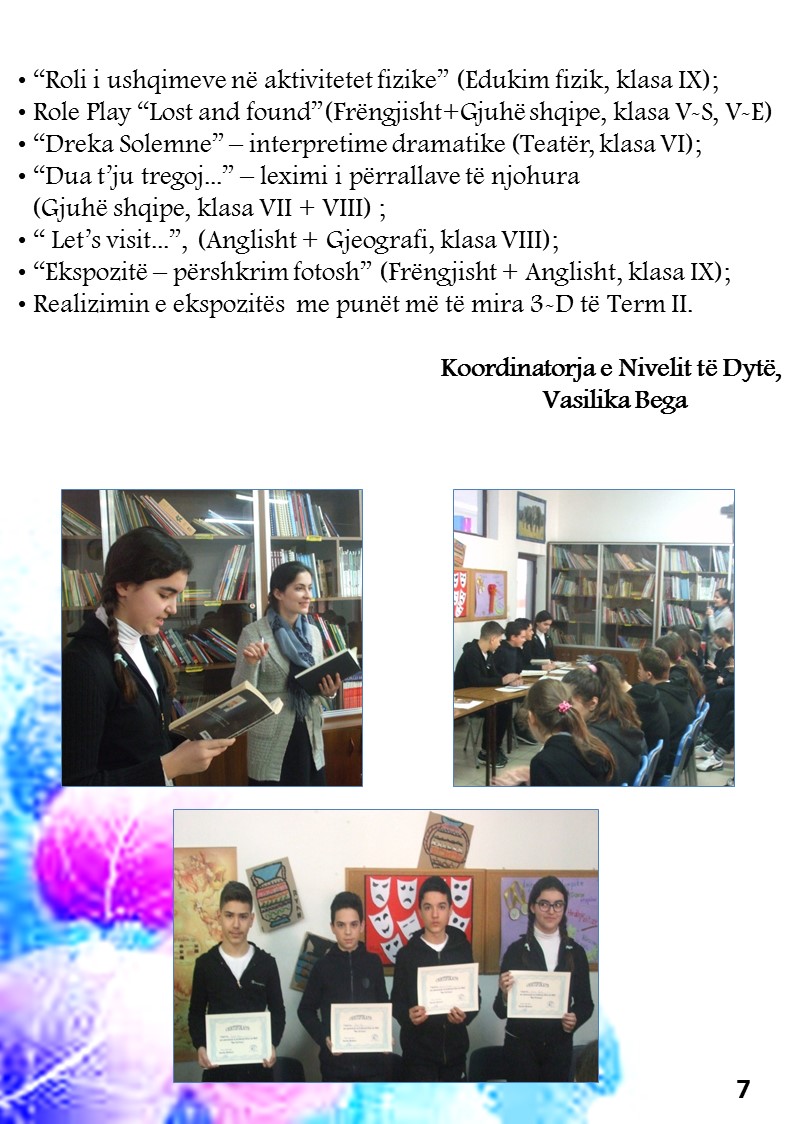 • “Roli i ushqimeve në aktivitetet fizike” (Edukim fizik, klasa IX);
• Role Play “Lost and found”(Frëngjisht+Gjuhë shqipe, klasa V-S, V-E)
• “Dreka Solemne” – interpretime dramatike (Teatër, klasa VI);
• “Dua t’ju tregoj...” – leximi i përrallave të njohura
(Gjuhë shqipe, klasa VII + VIII) ;
• “ Let’s visit...”, (Anglisht + Gjeografi, klasa VIII);
• “Ekspozitë – përshkrim fotosh” (Frëngjisht + Anglisht, klasa IX);
• Realizimin e ekspozitës me punët më të mira 3-D të Term II.
Koordinatorja e Nivelit të Dytë,
Vasilika Bega
7